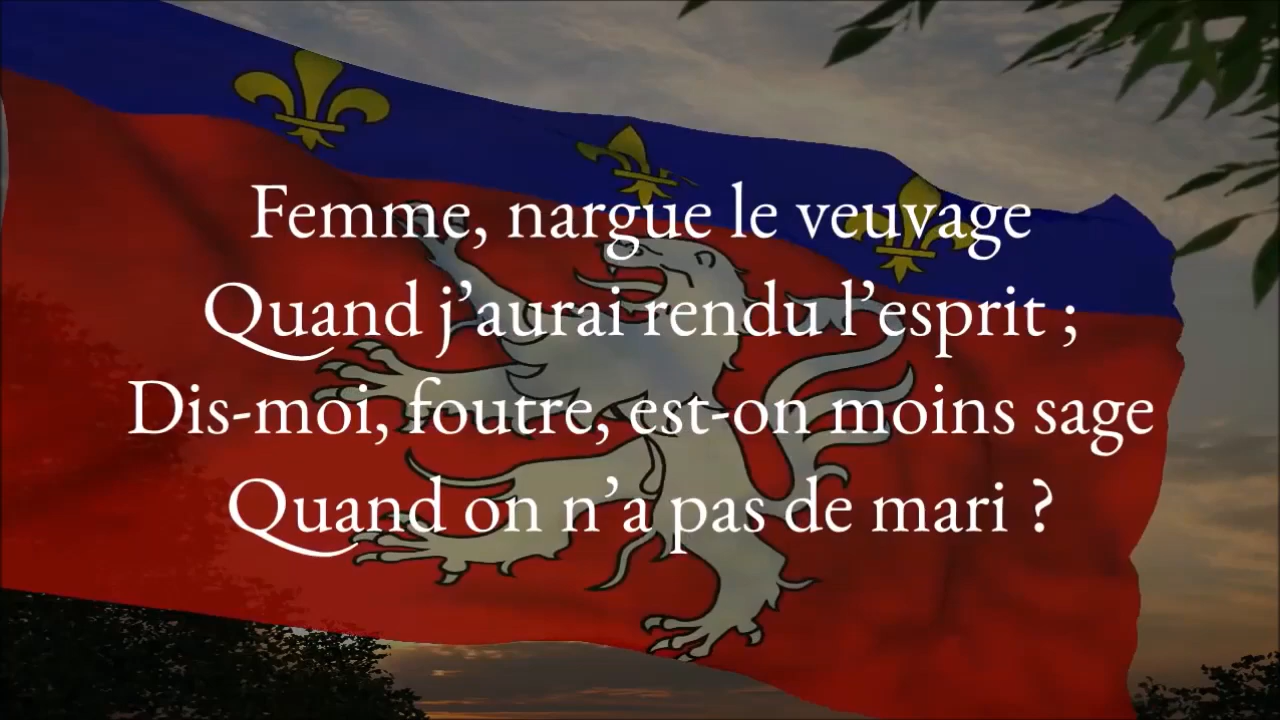 Femme, nargue le veuvage
Quand j’aurai rendu l’esprit ;
Dis-moi, foutre, est-on moins sage
Quand on n’a pas de mari ?